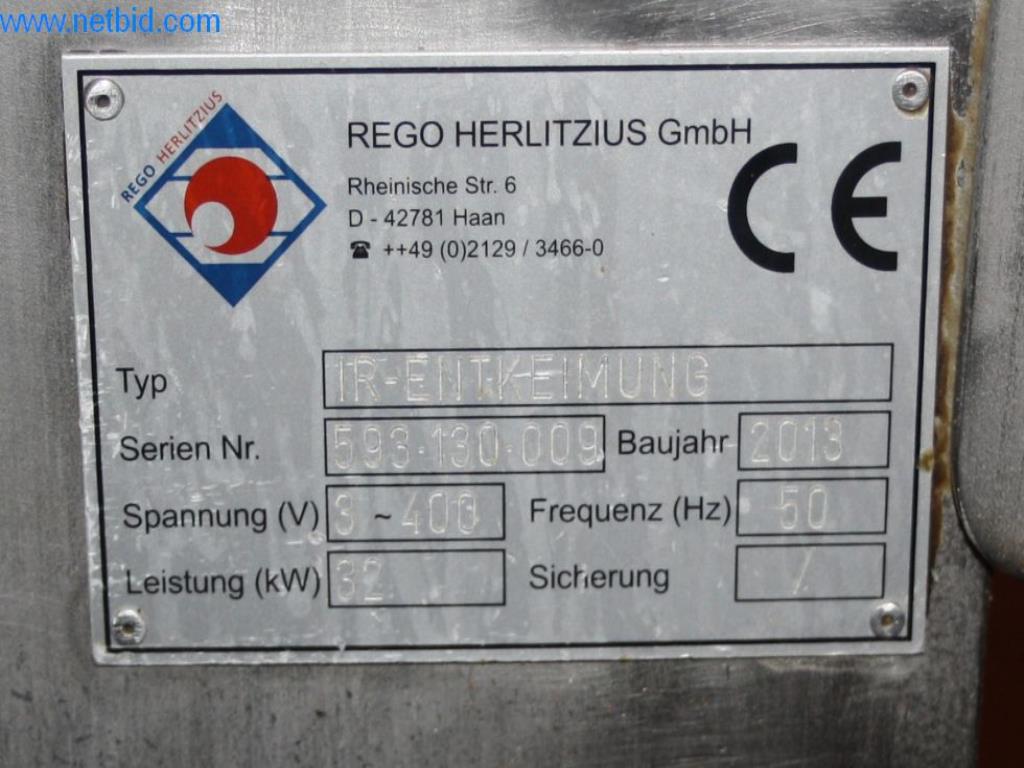 www.netbid.com
REGO HERLITZIUS
REGO HERLITZIUS GmbH
Rheinische Str. 6
D - 42781 Haan
☎ ++49 (0)2129 / 3466-0
CE
Typ IR-ENTKEIMUNG
Serien Nr. 593-130-009 Baujahr 2013
Spannung (V) 3 ~ 400 Frequenz (Hz) 50
Leistung (kW) 32 Sicherung /